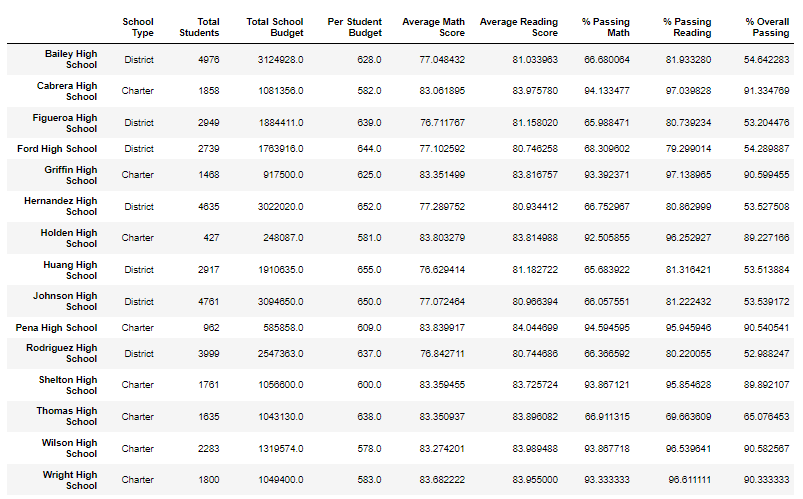 School Type Total Students Total School Budget Per Student Budget Average Math Score Average Reading Score % Passing Math % Passing Reading % Overall Passing
Bailey High School District 4976 3124928.0 628.0 77.048432 81.033963 66.680064 81.933280 54.642283
Cabrera High School Charter 1858 1081356.0 582.0 83.061895 83.975780 94.133477 97.039828 91.334769
Figueroa High School District 2949 1884411.0 639.0 76.711767 81.158020 65.988471 80.739234 53.204476
Ford High School District 2739 1763916.0 644.0 77.102592 80.746258 68.309602 79.299014 54.289887
Griffin High School Charter 1468 917500.0 625.0 83.351499 83.816757 93.392371 97.138965 90.599455
Hernandez High School District 4635 3022020.0 652.0 77.289752 80.934412 66.752967 80.862999 53.527508
Holden High School Charter 427 248087.0 581.0 83.803279 83.814988 92.505855 96.252927 89.227166
Huang High School District 2917 1910635.0 655.0 76.629414 81.182722 65.683922 81.316421 53.513884
Johnson High School District 4761 3094650.0 650.0 77.072464 80.966394 66.057551 81.222432 53.539172
Pena High School Charter 962 585858.0 609.0 83.839917 84.044699 94.594595 95.945946 90.540541
Rodriguez High School District 3999 2547363.0 637.0 76.842711 80.744686 66.366592 80.220055 52.988247
Shelton High School Charter 1761 1056600.0 600.0 83.359455 83.725724 93.867121 95.854628 89.892107
Thomas High School Charter 1635 1043130.0 638.0 83.350937 83.896082 66.911315 69.663609 65.076453
Wilson High School Charter 2283 1319574.0 578.0 83.274201 83.989488 93.867718 96.539641 90.582567
Wright High School Charter 1800 1049400.0 583.0 83.682222 83.955000 93.333333 96.611111 90.333333